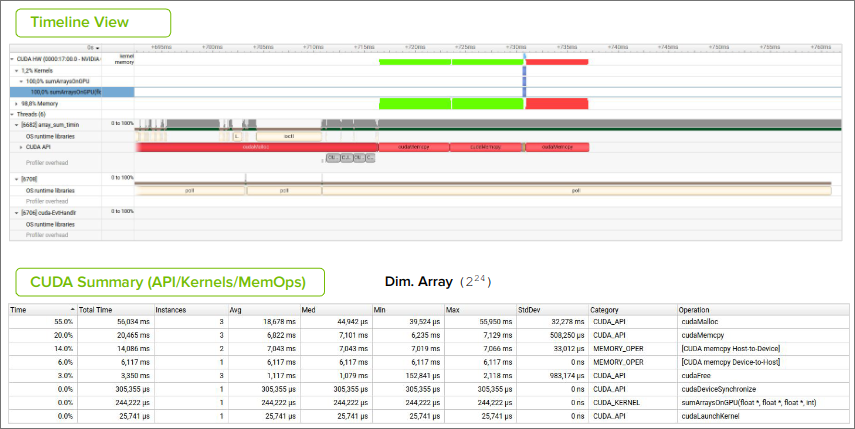 Timeline View
0s +695ms +700ms +705ms +710ms +715ms +720ms +725ms +730ms +735ms +740ms +745ms +750ms +755ms +760ms
CUDA HW (0000:17:00.0 - NVIDIA kernel
memory
1,2% Kernels
100,0% sumArraysOnGPU
100,0% sumArraysOnGPU(fl
98,8% Memory
Threads (6)
[6682] array_sum_timin 0 to 100%
OS runtime libraries ioctl
CUDA API cudaMalloc cudaMemcpy cudaMemcpy cudaMemcpy
Profiler overhead
[6708] 0 to 100%
OS runtime libraries poll poll poll
Profiler overhead
[6706] cuda-EvtHandlr 0 to 100%
OS runtime libraries
Profiler overhead
CUDA Summary (API/Kernels/MemOps) Dim. Array (2²⁴)
Time Total Time Instances Avg Med Min Max StdDev Category Operation
55.0% 56,034 ms 3 18,678 ms 44,942 μs 39,524 μs 55,950 ms 32,278 ms CUDA_API cudaMalloc
20.0% 20,465 ms 3 6,822 ms 7,101 ms 6,235 ms 7,129 ms 508,250 μs CUDA_API cudaMemcpy
14.0% 14,086 ms 2 7,043 ms 7,043 ms 7,019 ms 7,066 ms 33,012 μs MEMORY_OPER [CUDA memcpy Host-to-Device]
6.0% 6,117 ms 1 6,117 ms 6,117 ms 6,117 ms 6,117 ms 0 ns MEMORY_OPER [CUDA memcpy Device-to-Host]
3.0% 3,350 ms 3 1,117 ms 1,079 ms 152,841 μs 2,118 ms 983,174 μs CUDA_API cudaFree
0.0% 305,355 μs 1 305,355 μs 305,355 μs 305,355 μs 305,355 μs 0 ns CUDA_API cudaDeviceSynchronize
0.0% 244,222 μs 1 244,222 μs 244,222 μs 244,222 μs 244,222 μs 0 ns CUDA_KERNEL sumArraysOnGPU(float *, float *, float *, int)
0.0% 25,741 μs 1 25,741 μs 25,741 μs 25,741 μs 25,741 μs 0 ns CUDA_API cudaLaunchKernel